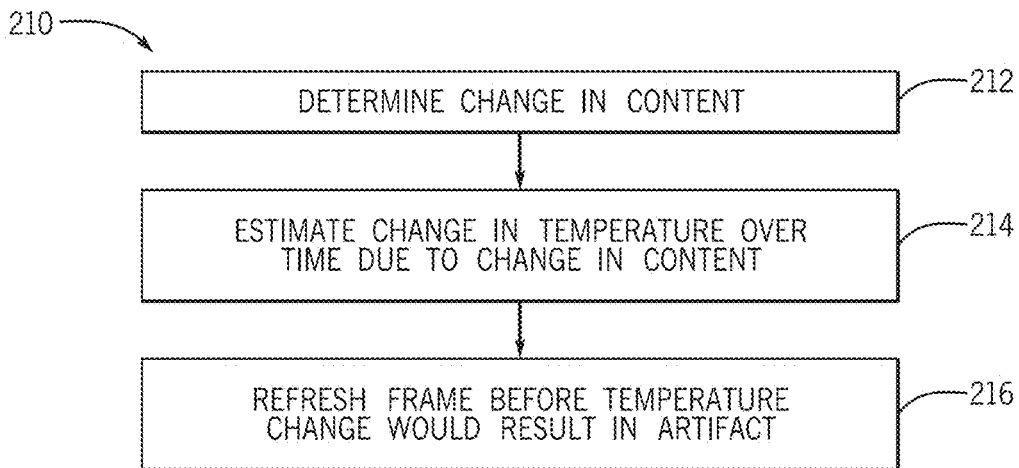 210
DETERMINE CHANGE IN CONTENT
212
ESTIMATE CHANGE IN TEMPERATURE OVER
TIME DUE TO CHANGE IN CONTENT
214
REFRESH FRAME BEFORE TEMPERATURE
CHANGE WOULD RESULT IN ARTIFACT
216